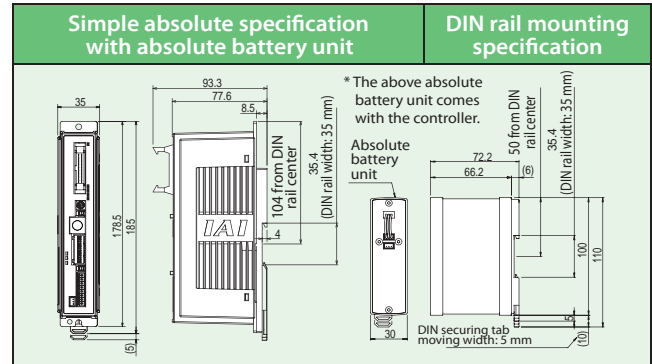 Simple absolute specification
with absolute battery unit
DIN rail mounting
specification
35
178.5
185
(5)
93.3
77.6
8.5
104 from DIN
rail center
35.4
(DIN rail width: 35 mm)
4
IAI
* The above absolute
battery unit comes
with the controller.
Absolute
battery
unit
30
72.2
66.2
(6)
50 from DIN
rail center
35.4
(DIN rail width: 35 mm)
100
110
5
(10)
DIN securing tab
moving width: 5 mm